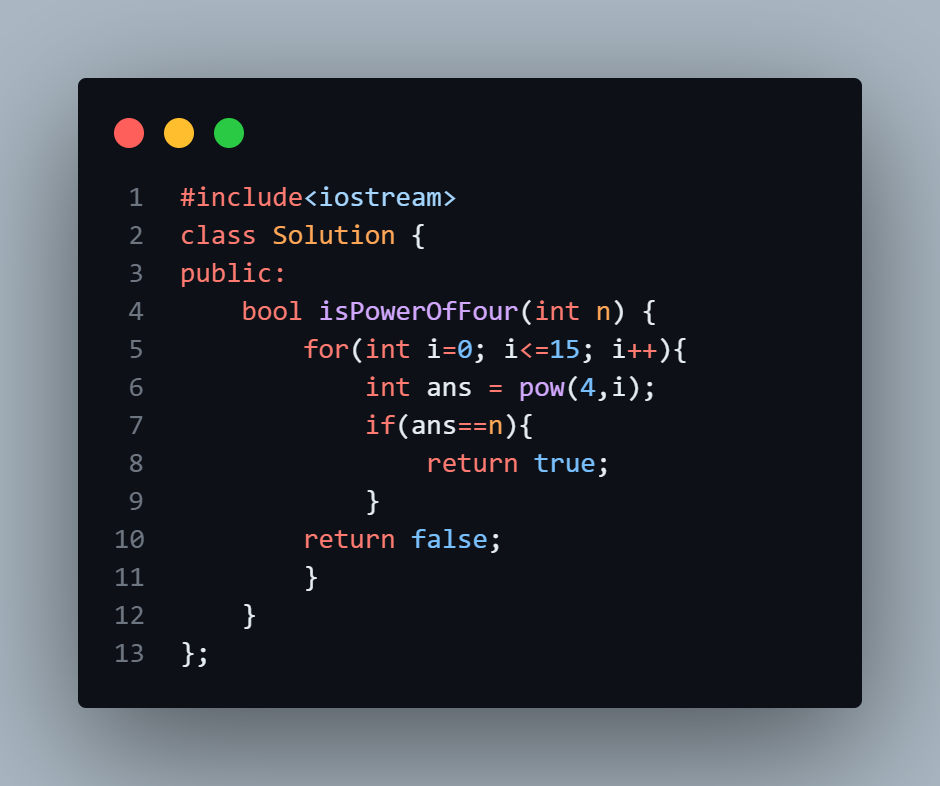 1 #include<iostream>
2 class Solution {
3 public:
4     bool isPowerOfFour(int n) {
5         for(int i=0; i<=15; i++){
6             int ans = pow(4,i);
7             if(ans==n){
8                 return true;
9             }
10         return false;
11         }
12     }
13 };